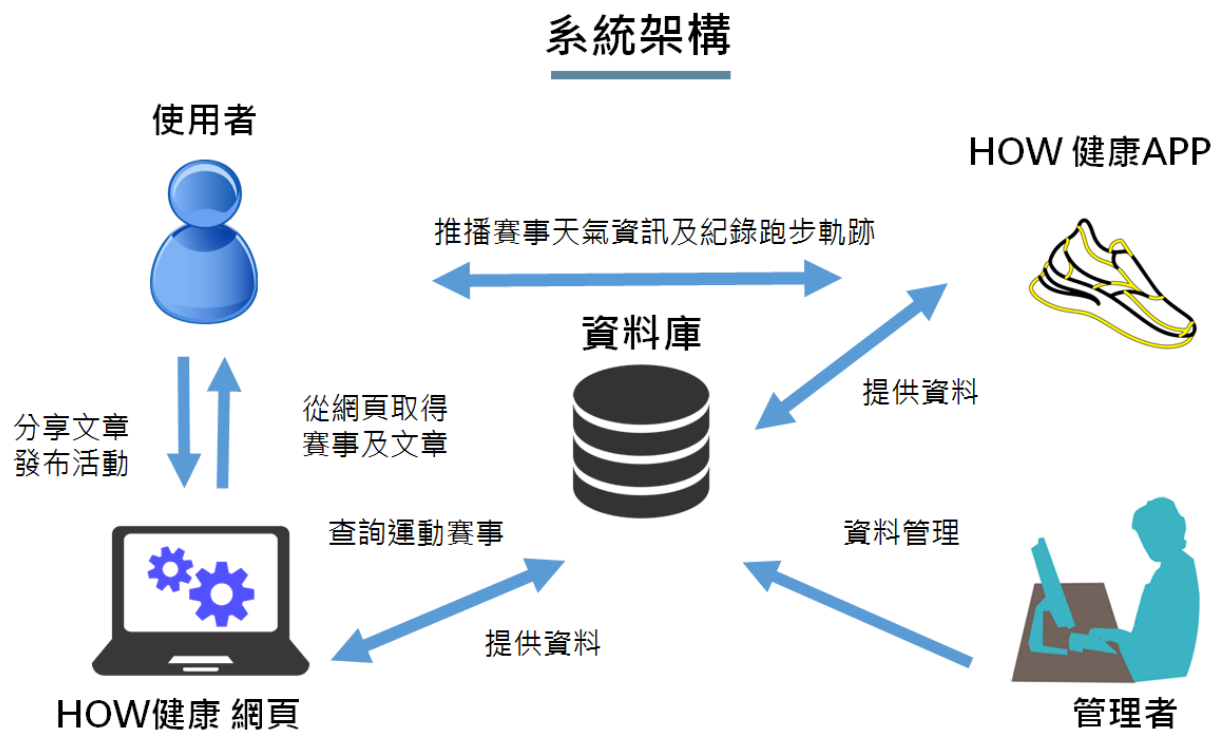 系統架構
使用者
HOW 健康APP
推播賽事天氣資訊及紀錄跑步軌跡
資料庫
提供資料
分享文章
發布活動
從網頁取得
賽事及文章
查詢運動賽事
資料管理
提供資料
HOW健康 網頁
管理者